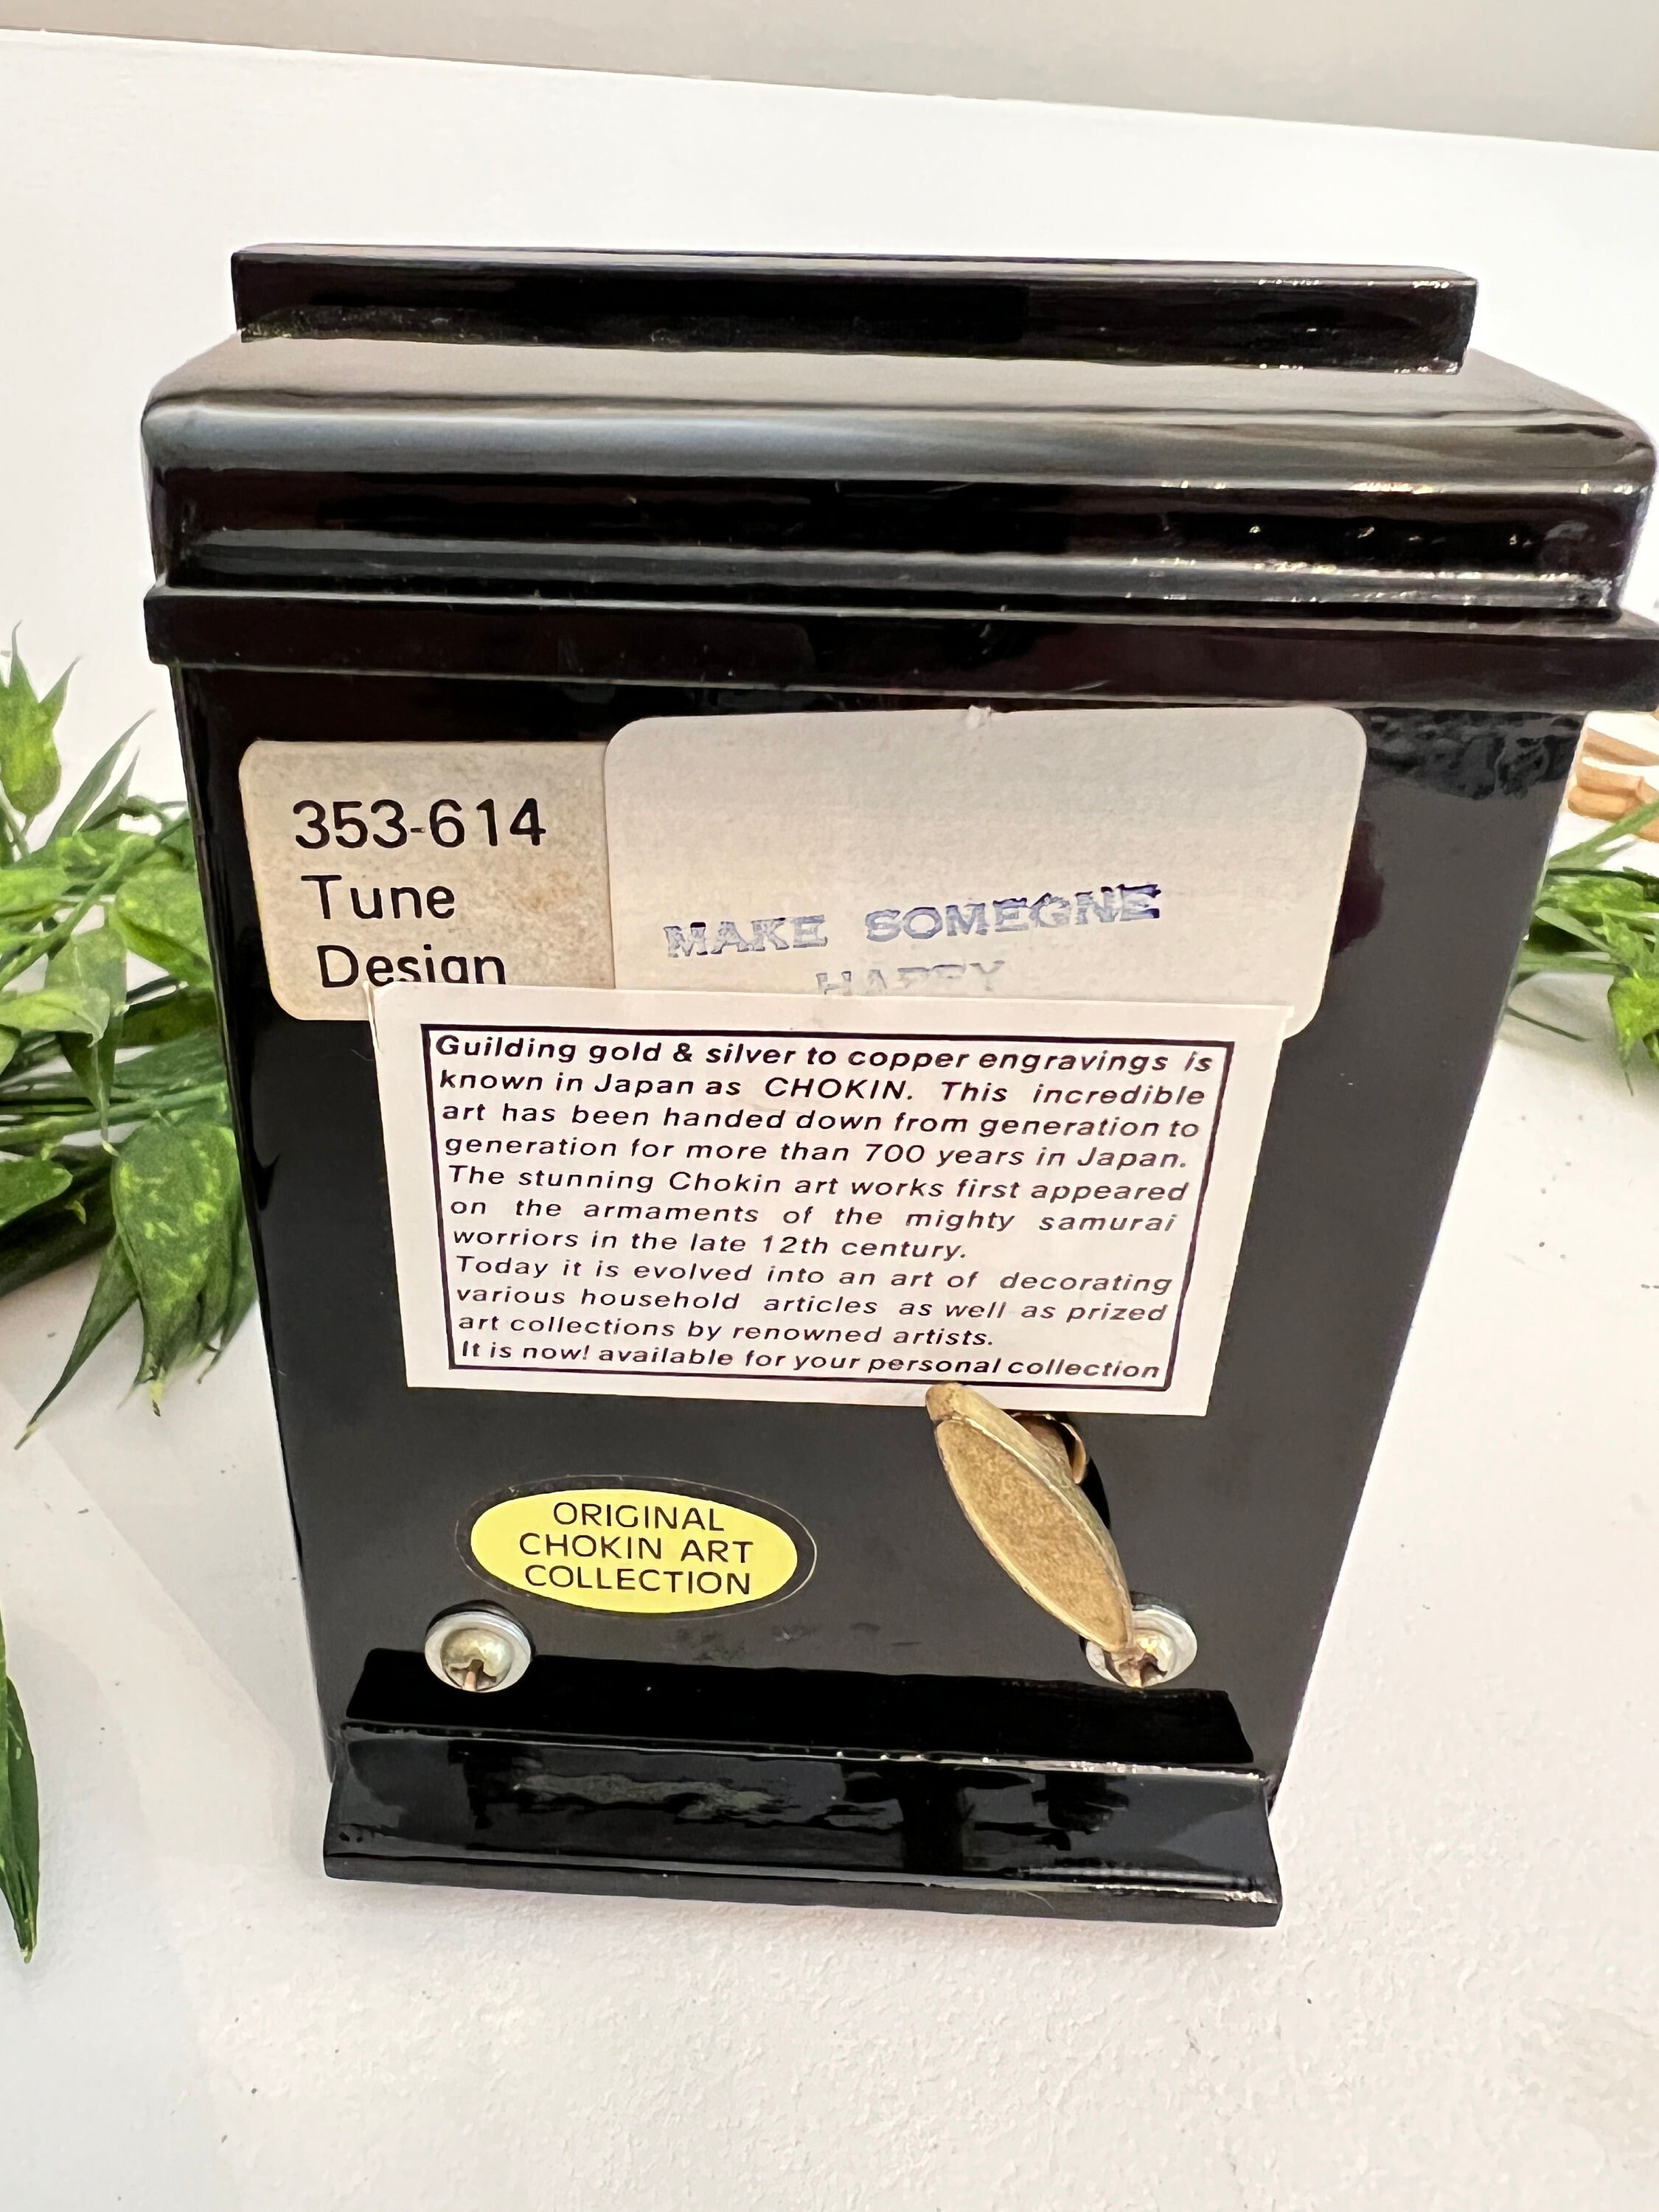 353-614
Tune
Design
MAKE SOMEGNE
HAPPY
Guilding gold & silver to copper engravings is
known in Japan as CHOKIN. This incredible
art has been handed down from generation to
generation for more than 700 years in Japan.
The stunning Chokin art works first appeared
on the armaments of the mighty samurai
worriors in the late 12th century.
Today it is evolved into an art of decorating
various household articles as well as prized
art collections by renowned artists.
It is now! available for your personal collection
ORIGINAL
CHOKIN ART
COLLECTION